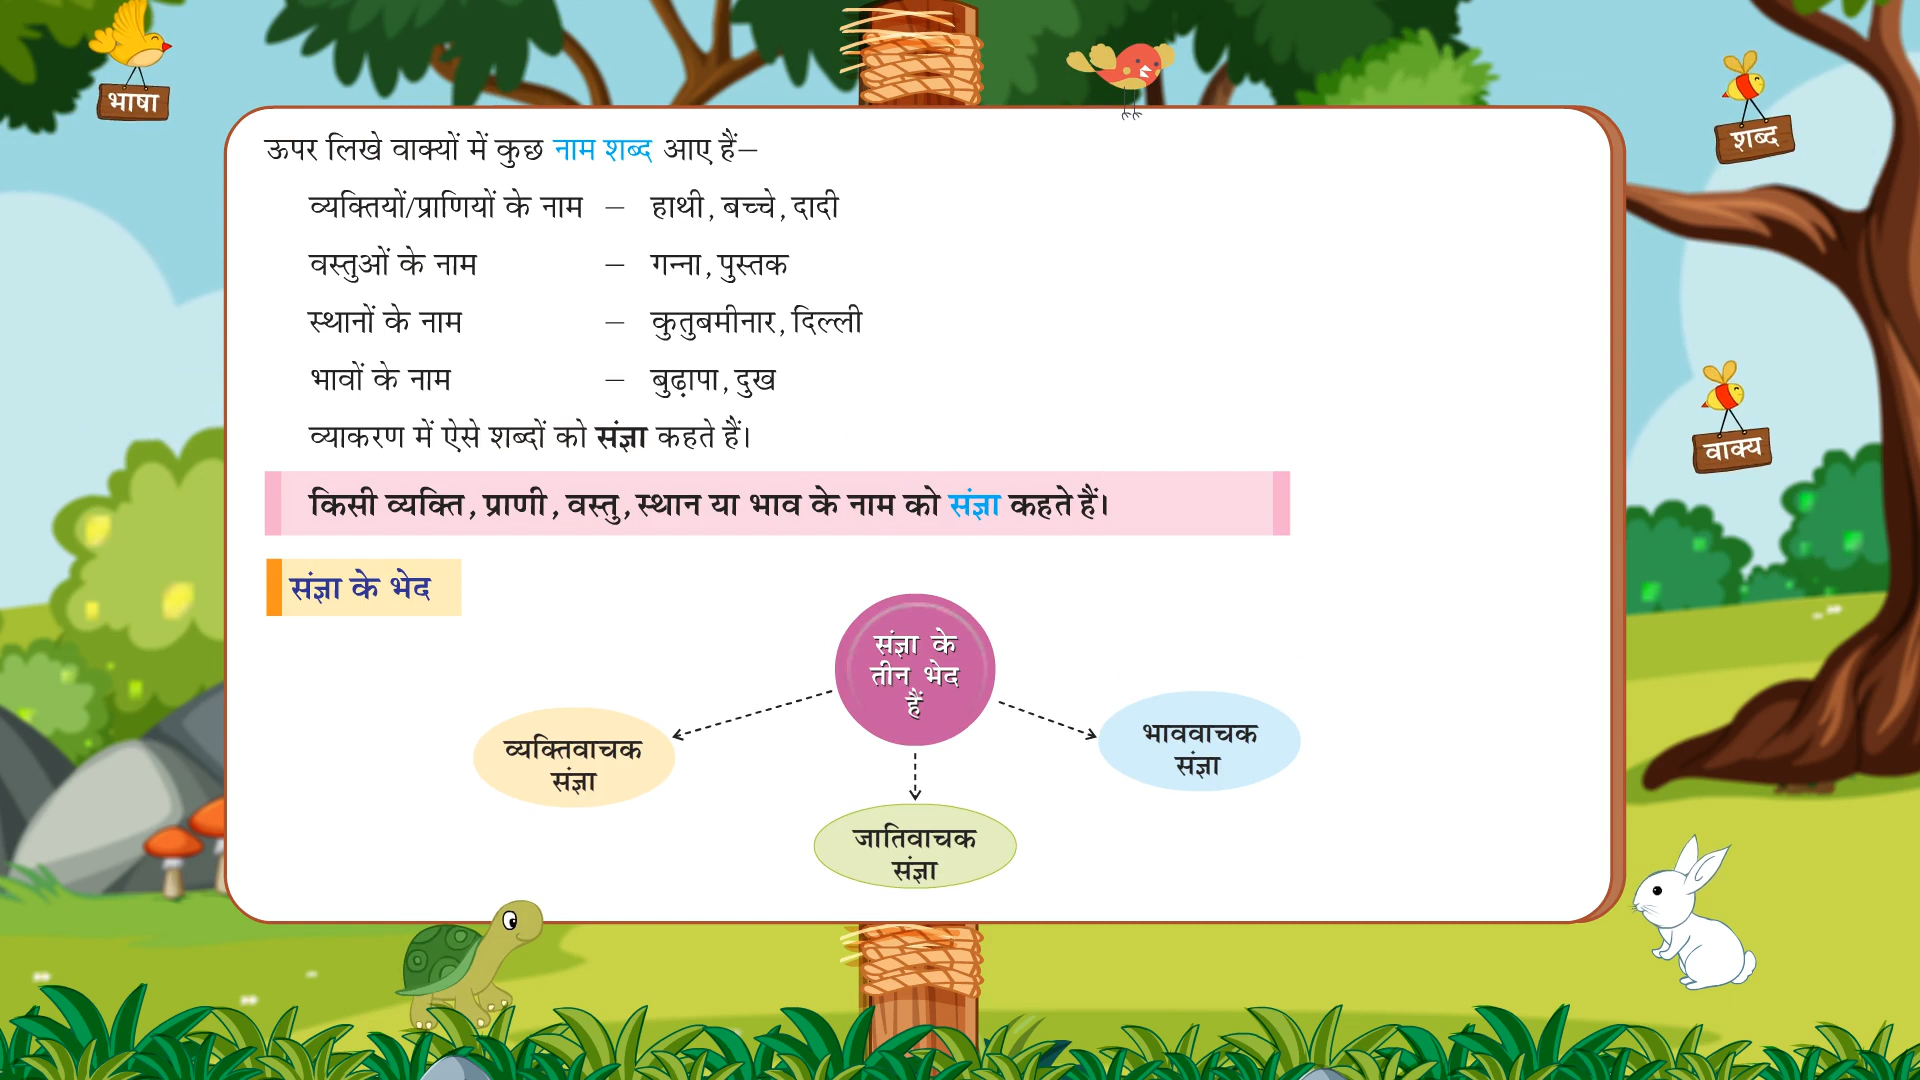 भाषा
शब्द
वाक्य
ऊपर लिखे वाक्यों में कुछ नाम शब्द आए हैं–
व्यक्तियों/प्राणियों के नाम – हाथी, बच्चे, दादी
वस्तुओं के नाम – गन्ना, पुस्तक
स्थानों के नाम – कुतुबमीनार, दिल्ली
भावों के नाम – बुढ़ापा, दुख
व्याकरण में ऐसे शब्दों को संज्ञा कहते हैं।
किसी व्यक्ति, प्राणी, वस्तु, स्थान या भाव के नाम को संज्ञा कहते हैं।
संज्ञा के भेद
संज्ञा के
तीन भेद
हैं
व्यक्तिवाचक
संज्ञा
जातिवाचक
संज्ञा
भाववाचक
संज्ञा